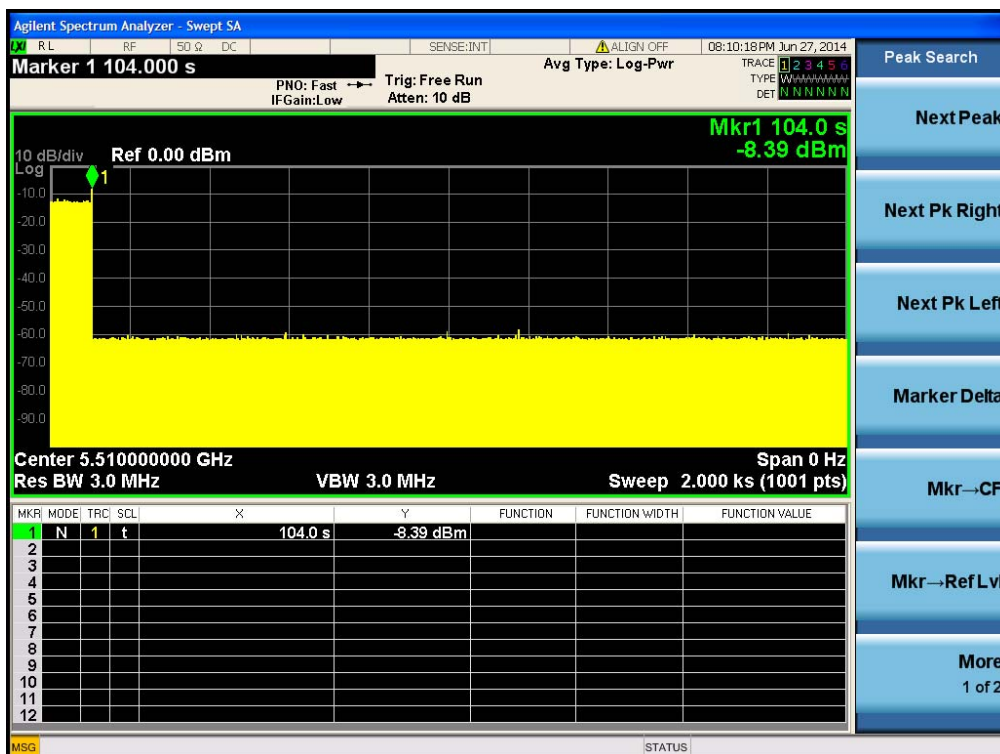 Agilent Spectrum Analyzer - Swept SA
LXI RL RF 50 Ω DC SENSE:INT ALIGN OFF 08:10:18 PM Jun 27, 2014
Marker 1 104.000 s
PNO: Fast
IFGain:Low
Trig: Free Run
Atten: 10 dB
Avg Type: Log-Pwr
TRACE 1 2 3 4 5 6
TYPE WWWWWWW
DET N N N N N N
Mkr1 104.0 s
-8.39 dBm
10 dB/div
Log
Ref 0.00 dBm
1
-10.0
-20.0
-30.0
-40.0
-50.0
-60.0
-70.0
-80.0
-90.0
Center 5.510000000 GHz
Span 0 Hz
Res BW 3.0 MHz
VBW 3.0 MHz
Sweep 2.000 ks (1001 pts)
MKR MODE TRC SCL X Y FUNCTION FUNCTION WIDTH FUNCTION VALUE
1 N 1 t 104.0 s -8.39 dBm
2
3
4
5
6
7
8
9
10
11
12
MSG
STATUS
Peak Search
Next Peak
Next Pk Right
Next Pk Left
Marker Delta
Mkr→CF
Mkr→Ref Lvl
More
1 of 2